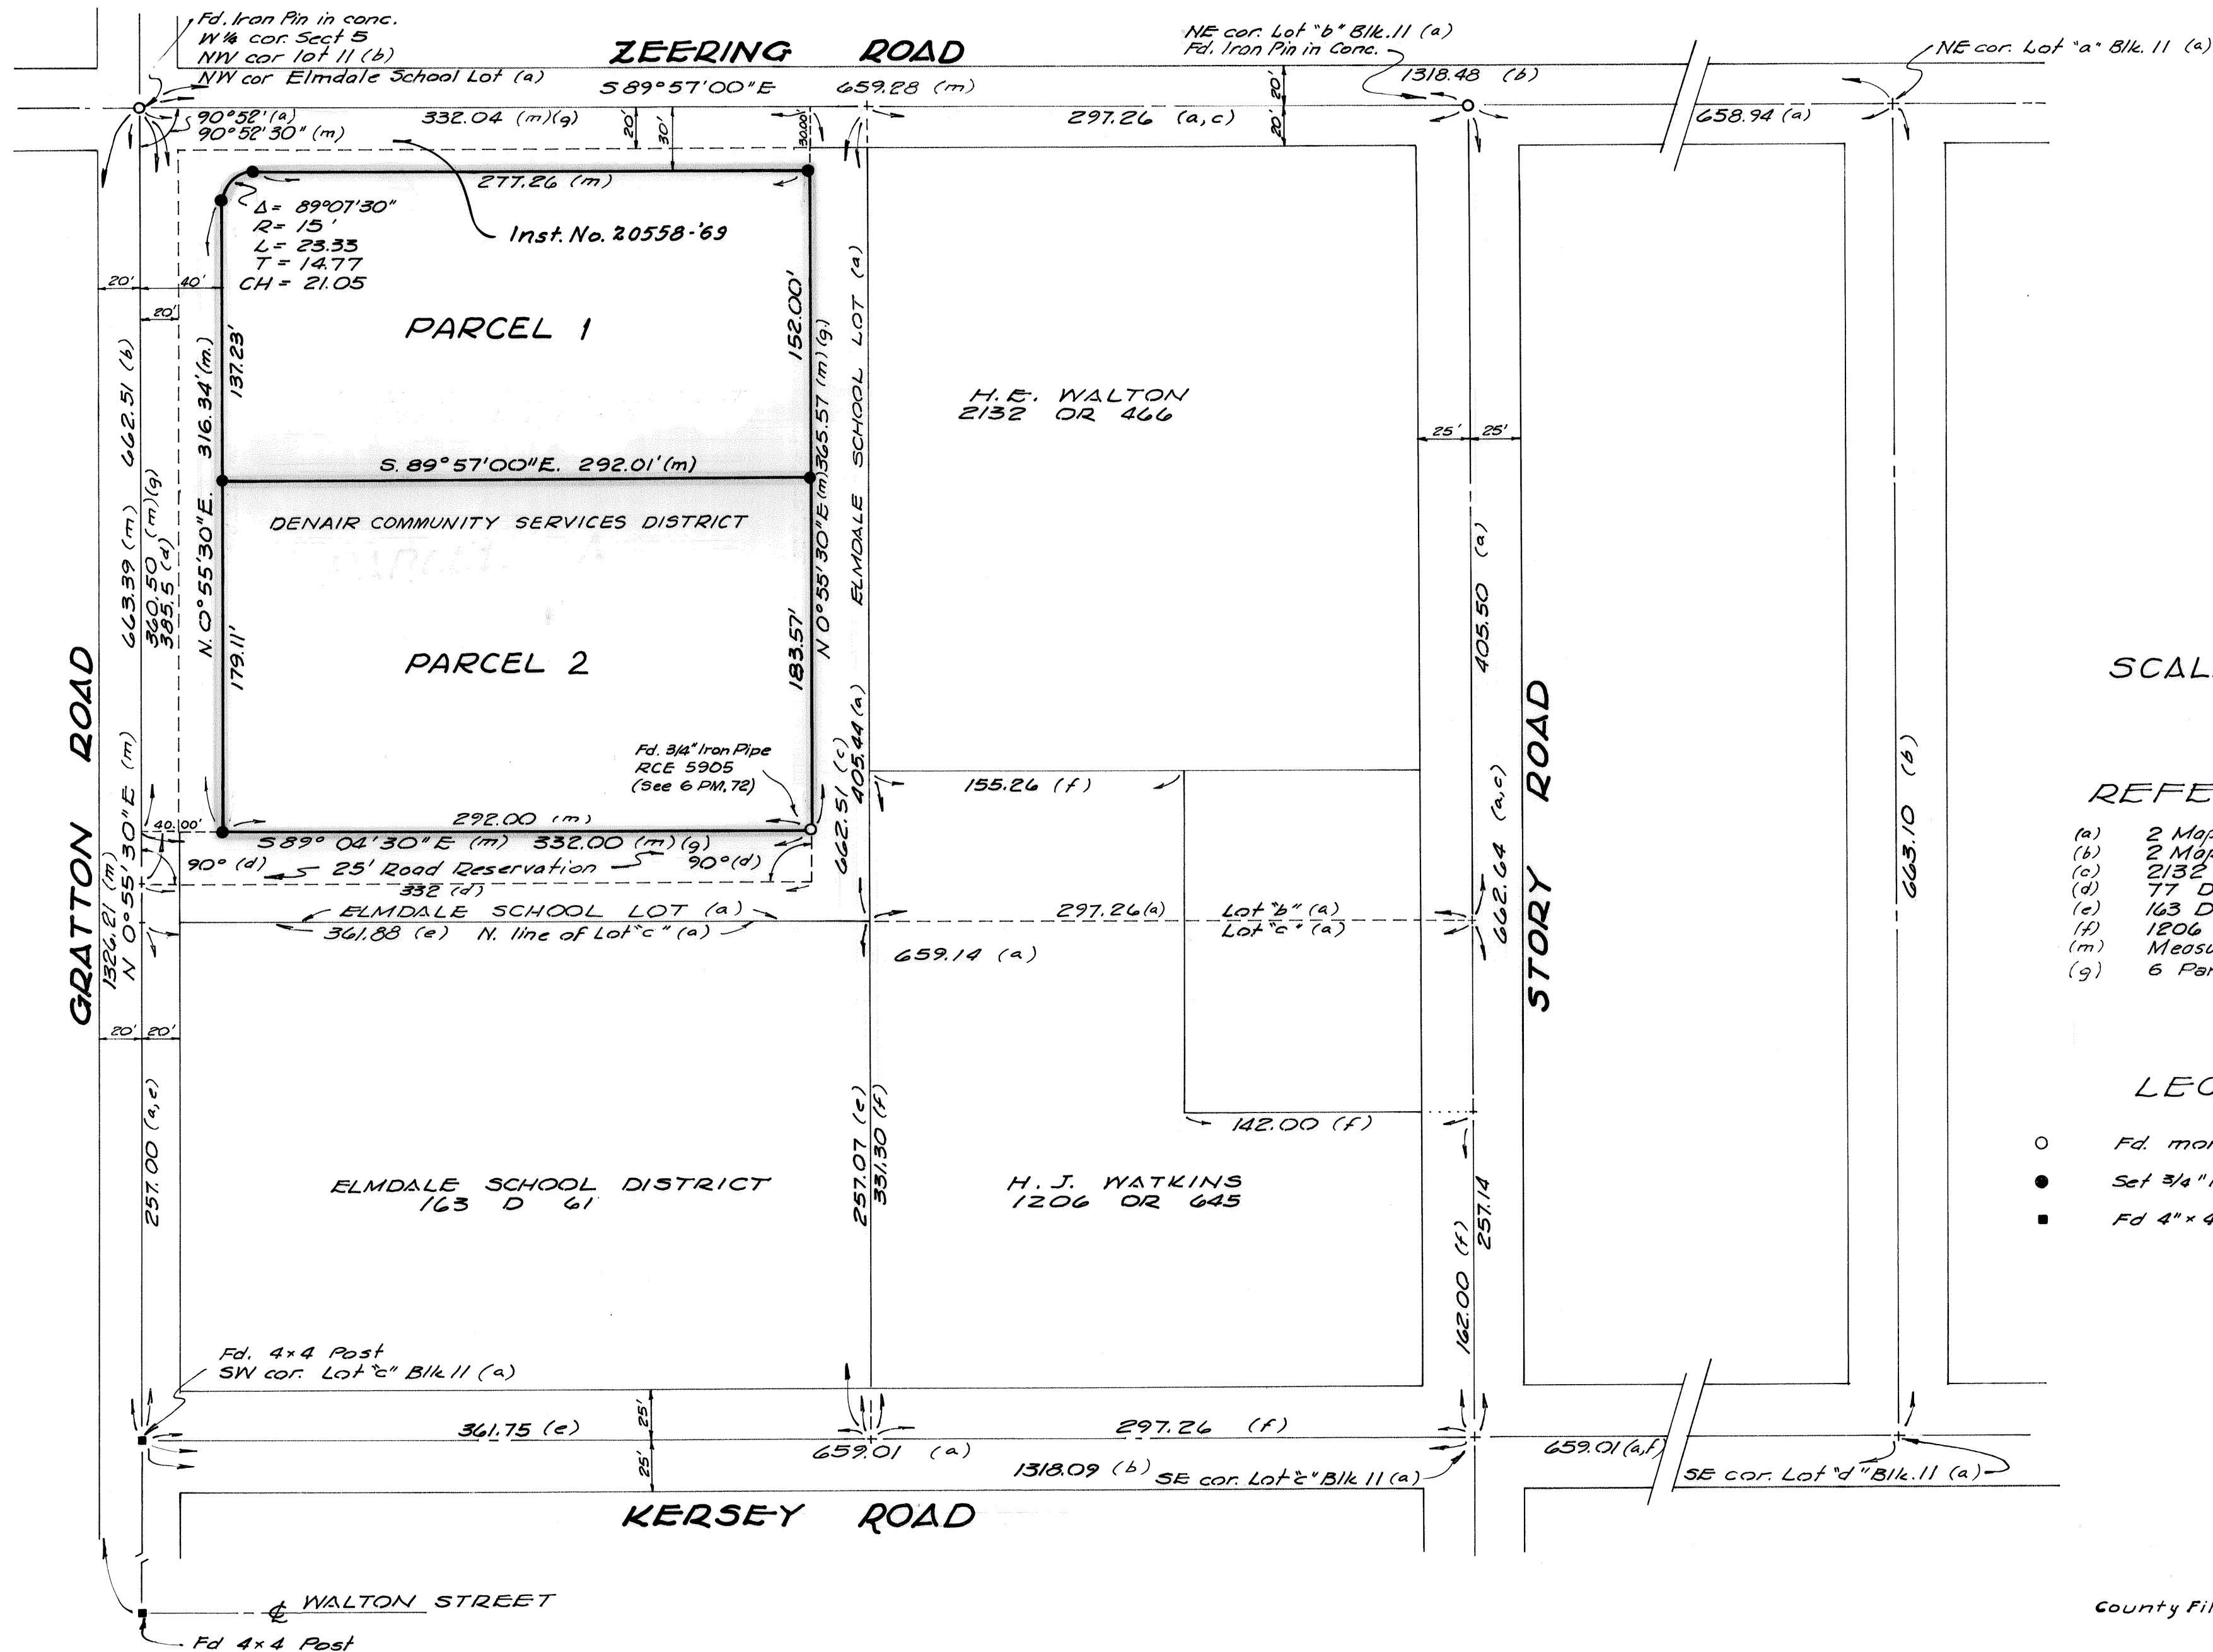 Fd. Iron Pin in conc.
W ¼ cor. Sect 5
NW cor lot 11 (b)
NW cor Elmdale School Lot (a)
ZEERING ROAD
S 89°57'00"E 659.28 (m)
NE cor. Lot "b" Blk. 11 (a)
Fd. Iron Pin in Conc.
1318.48 (b)
NE cor. Lot "a" Blk. 11 (a)
90°52' (a)
90°52'30" (m)
332.04 (m)(g)
20'
30'
30.00'
297.26 (a,c)
20'
20'
658.94 (a)
277.26 (m)
Δ = 89°07'30"
R = 15'
L = 23.33
T = 14.77
CH = 21.05
Inst. No. 20558-'69
20'
40'
20'
PARCEL 1
137.23'
152.00'
316.34' (m.)
N. 0°55'30"E.
662.51 (b)
663.39 (m)
360.50 (m)(g)
385.5 (d)
N 0°55'30"E (m) 365.57 (m) (g)
ELMDALE SCHOOL LOT (a)
H. E. WALTON
2132 OR 466
25'
25'
S. 89°57'00"E. 292.01' (m)
DENAIR COMMUNITY SERVICES DISTRICT
PARCEL 2
179.11'
183.57'
Fd. 3/4" Iron Pipe
RCE 5905
(See 6 PM, 72)
405.50 (a)
GRATTON ROAD
STORY ROAD
SCAL
REFE
(a) 2 Map
(b) 2 Map
(c) 2132
(d) 77 D
(e) 163 D
(f) 1206
(m) Measu
(g) 6 Par
292.00 (m)
40.00'
S 89° 04'30"E (m) 332.00 (m) (g)
90° (d)
25' Road Reservation
90° (d)
332 (d)
ELMDALE SCHOOL LOT (a)
361.88 (e) N. line of Lot "c" (a)
1326.21 (m)
N 0°55'30"E (m)
662.51 (c)
405.44 (a)
155.26 (f)
297.26 (a)
Lot "b" (a)
Lot "c" (a)
659.14 (a)
662.64 (a,c)
663.10 (b)
20'
20'
LEG
Fd. mon
Set 3/4"
Fd 4" x 4
142.00 (f)
257.00 (a,e)
257.07 (e)
331.30 (f)
ELMDALE SCHOOL DISTRICT
163 D 61
H. J. WATKINS
1206 OR 645
257.14
162.00 (f)
Fd. 4x4 Post
SW cor. Lot "c" Blk. 11 (a)
361.75 (e)
25'
25'
659.01 (a)
297.26 (f)
1318.09 (b)
SE cor. Lot "c" Blk 11 (a)
659.01 (a,f)
SE cor. Lot "d" Blk. 11 (a)
KERSEY ROAD
℄ WALTON STREET
Fd 4x4 Post
County Fil